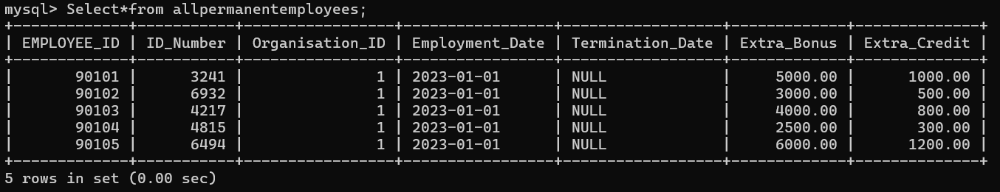 mysql> Select*from allpermanentemployees;
+-------------+-----------+-----------------+-----------------+------------------+-------------+--------------+
| EMPLOYEE_ID | ID_Number | Organisation_ID | Employment_Date | Termination_Date | Extra_Bonus | Extra_Credit |
+-------------+-----------+-----------------+-----------------+------------------+-------------+--------------+
|       90101 |      3241 |               1 | 2023-01-01      | NULL             |     5000.00 |      1000.00 |
|       90102 |      6932 |               1 | 2023-01-01      | NULL             |     3000.00 |       500.00 |
|       90103 |      4217 |               1 | 2023-01-01      | NULL             |     4000.00 |       800.00 |
|       90104 |      4815 |               1 | 2023-01-01      | NULL             |     2500.00 |       300.00 |
|       90105 |      6494 |               1 | 2023-01-01      | NULL             |     6000.00 |      1200.00 |
+-------------+-----------+-----------------+-----------------+------------------+-------------+--------------+
5 rows in set (0.00 sec)